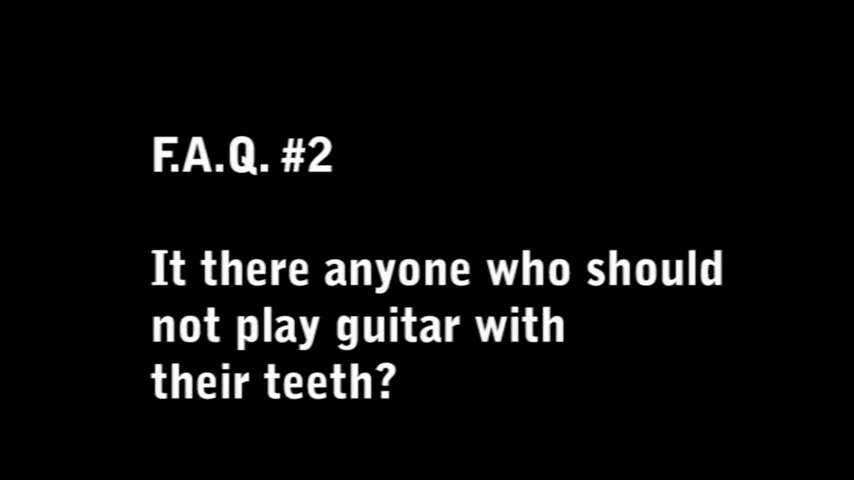 F.A.Q. #2
It there anyone who should
not play guitar with
their teeth?